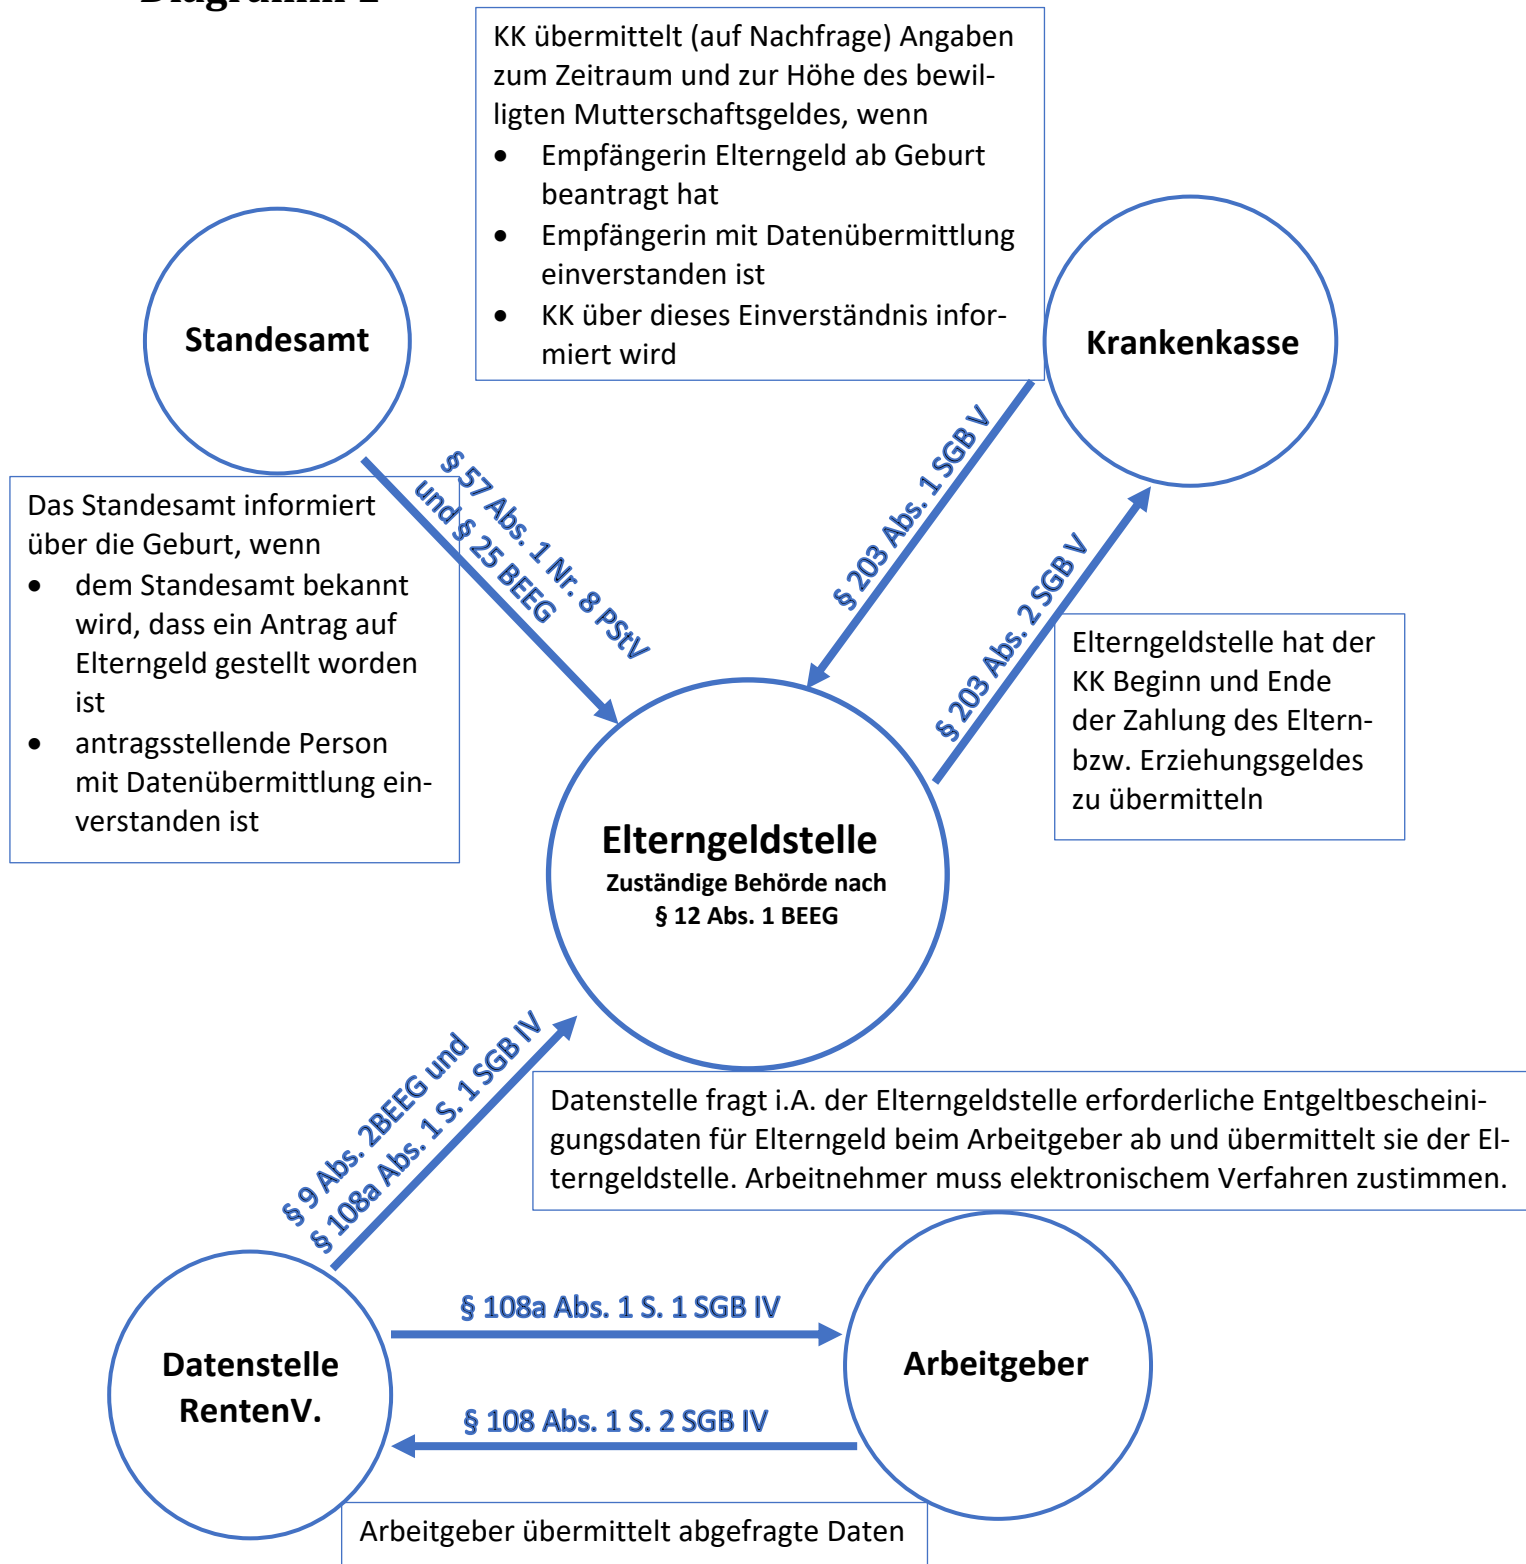 KK übermittelt (auf Nachfrage) Angaben
zum Zeitraum und zur Höhe des bewil-
ligten Mutterschaftsgeldes, wenn
• Empfängerin Elterngeld ab Geburt
beantragt hat
• Empfängerin mit Datenübermittlung
einverstanden ist
• KK über dieses Einverständnis infor-
miert wird
Standesamt
Krankenkasse
§ 57 Abs. 1 Nr. 8 PStV
und § 25 BEEG
§ 203 Abs. 1 SGB V
§ 203 Abs. 2 SGB V
Das Standesamt informiert
über die Geburt, wenn
• dem Standesamt bekannt
wird, dass ein Antrag auf
Elterngeld gestellt worden
ist
• antragsstellende Person
mit Datenübermittlung ein-
verstanden ist
Elterngeldstelle hat der
KK Beginn und Ende
der Zahlung des Eltern-
bzw. Erziehungsgeldes
zu übermitteln
Elterngeldstelle
Zuständige Behörde nach
§ 12 Abs. 1 BEEG
§ 9 Abs. 2BEEG und
§ 108a Abs. 1 S. 1 SGB IV
Datenstelle fragt i.A. der Elterngeldstelle erforderliche Entgeltbescheini-
gungsdaten für Elterngeld beim Arbeitgeber ab und übermittelt sie der El-
terngeldstelle. Arbeitnehmer muss elektronischem Verfahren zustimmen.
§ 108a Abs. 1 S. 1 SGB IV
Datenstelle
RentenV.
Arbeitgeber
§ 108 Abs. 1 S. 2 SGB IV
Arbeitgeber übermittelt abgefragte Daten